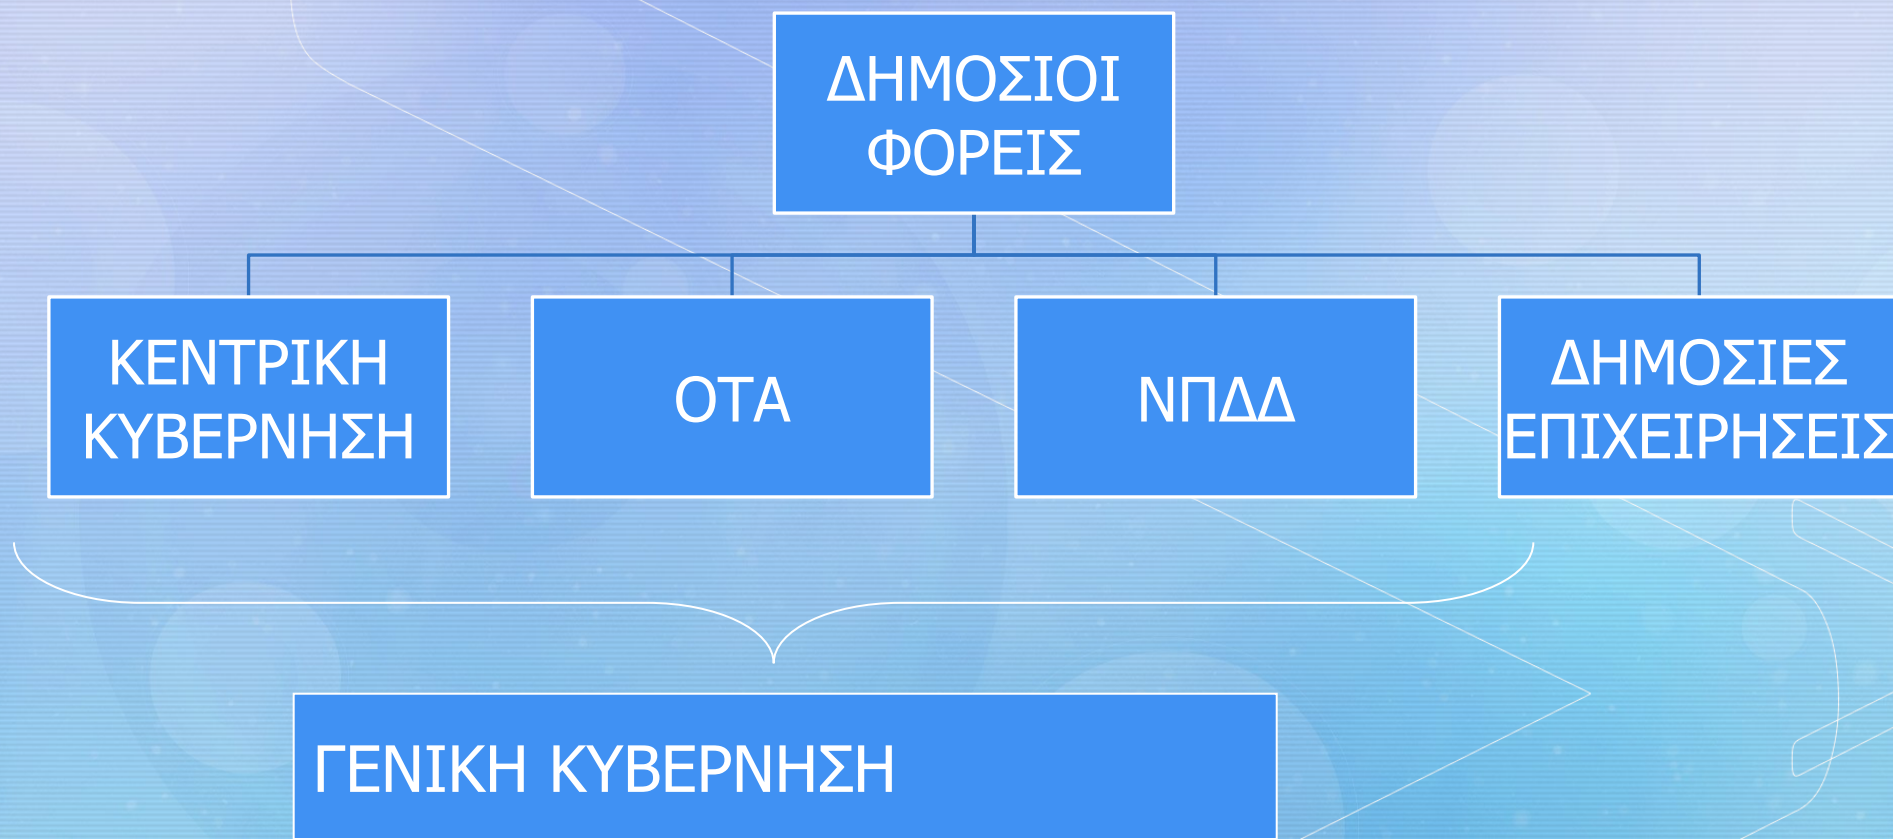 ΔΗΜΟΣΙΟΙ
ΦΟΡΕΙΣ
ΚΕΝΤΡΙΚΗ
ΚΥΒΕΡΝΗΣΗ
ΟΤΑ
ΝΠΔΔ
ΔΗΜΟΣΙΕΣ
ΕΠΙΧΕΙΡΗΣΕΙΣ
ΓΕΝΙΚΗ ΚΥΒΕΡΝΗΣΗ